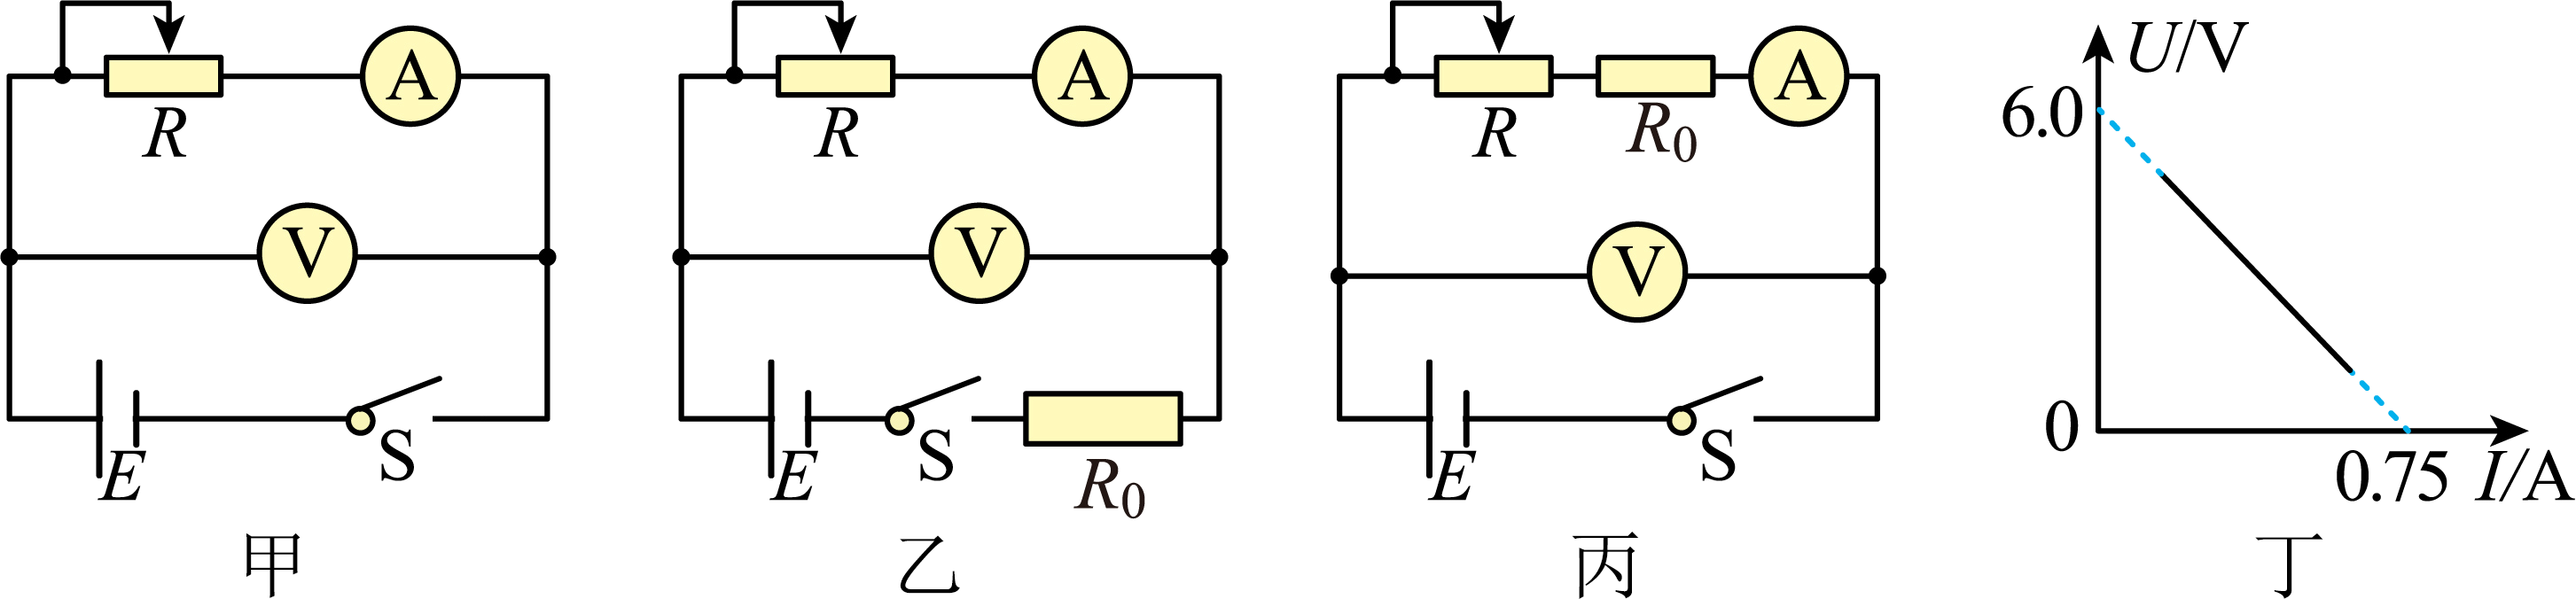 R A V E S 甲
R A V E S R₀ 乙
R R₀ A V E S 丙
U/V 6.0 0 0.75 I/A 丁